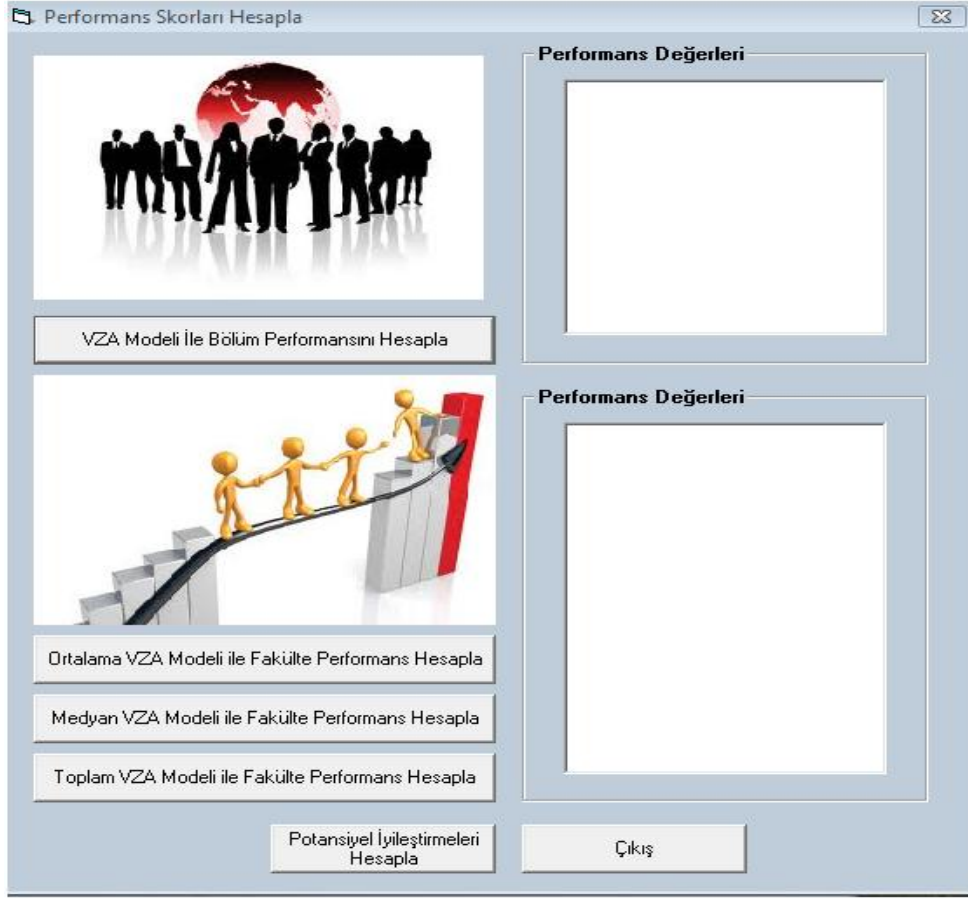 Performans Skorları Hesapla
Performans Değerleri
VZA Modeli İle Bölüm Performansını Hesapla
Performans Değerleri
Ortalama VZA Modeli ile Fakülte Performans Hesapla
Medyan VZA Modeli ile Fakülte Performans Hesapla
Toplam VZA Modeli ile Fakülte Performans Hesapla
Potansiyel İyileştirmeleri
Hesapla
Çıkış